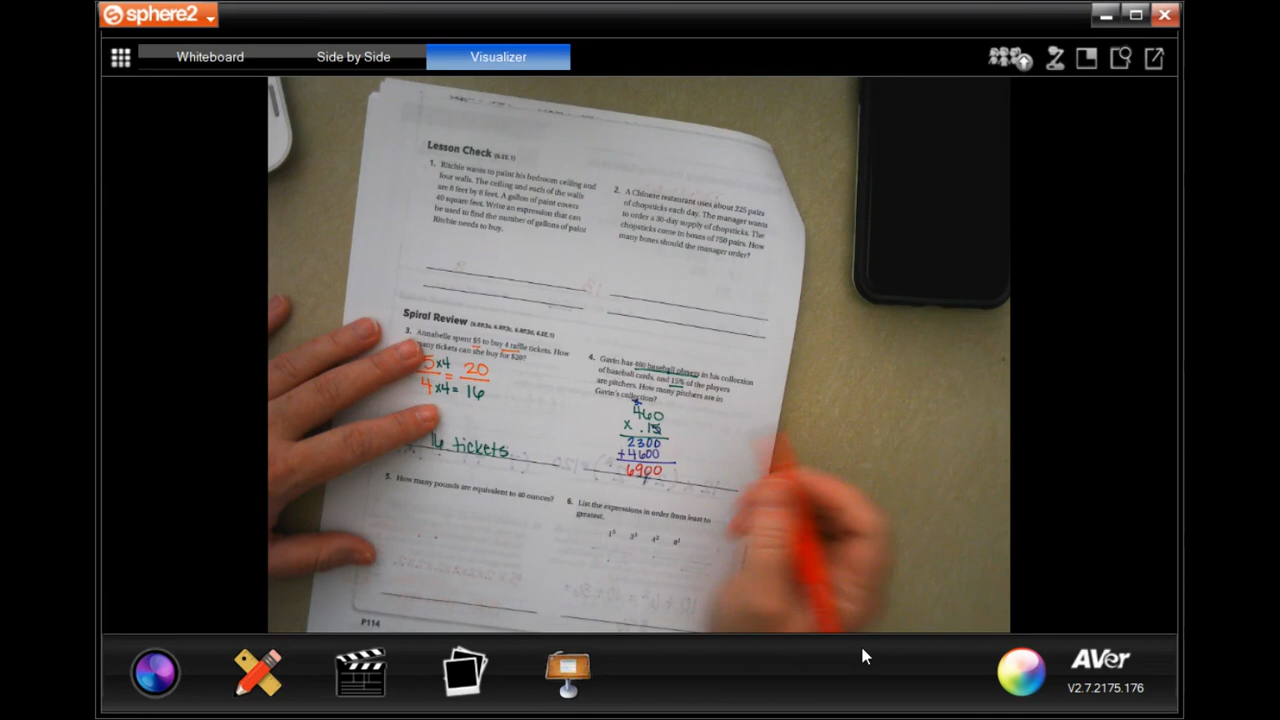 sphere2
Whiteboard
Side by Side
Visualizer
Lesson Check (6.EE.1)
1. Ritchie wants to paint his bedroom ceiling and
four walls. The ceiling and each of the walls
are 8 feet by 8 feet. A gallon of paint covers
40 square feet. Write an expression that can
be used to find the number of gallons of paint
Ritchie needs to buy.
2. A Chinese restaurant uses about 225 pairs
of chopsticks each day. The manager wants
to order a 30-day supply of chopsticks. The
chopsticks come in boxes of 750 pairs. How
many boxes should the manager order?
Spiral Review
3. Annabelle spent $5 to buy 4 raffle tickets. How
many tickets can she buy for $20?
5 x4 = 20
4 x4 = 16
16 tickets
4. Gavin has 460 baseball players in his collection
of baseball cards, and 15% of the players
are pitchers. How many pitchers are in
Gavin's collection?
460
x .15
2300
+4600
6900
5. How many pounds are equivalent to 40 ounces?
6. List the expressions in order from least to
greatest.
P114
AVer
V2.7.2175.176